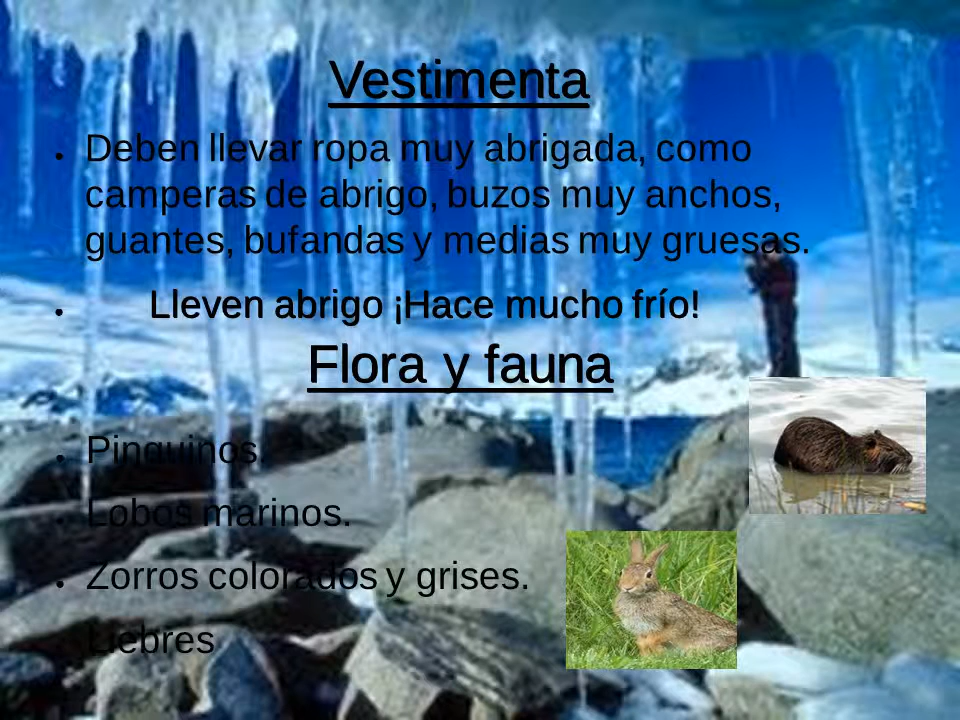 Vestimenta
● Deben llevar ropa muy abrigada, como
camperas de abrigo, buzos muy anchos,
guantes, bufandas y medias muy gruesas.
● Lleven abrigo ¡Hace mucho frío!
Flora y fauna
● Pinguinos.
● Lobos marinos.
● Zorros colorados y grises.
● Liebres